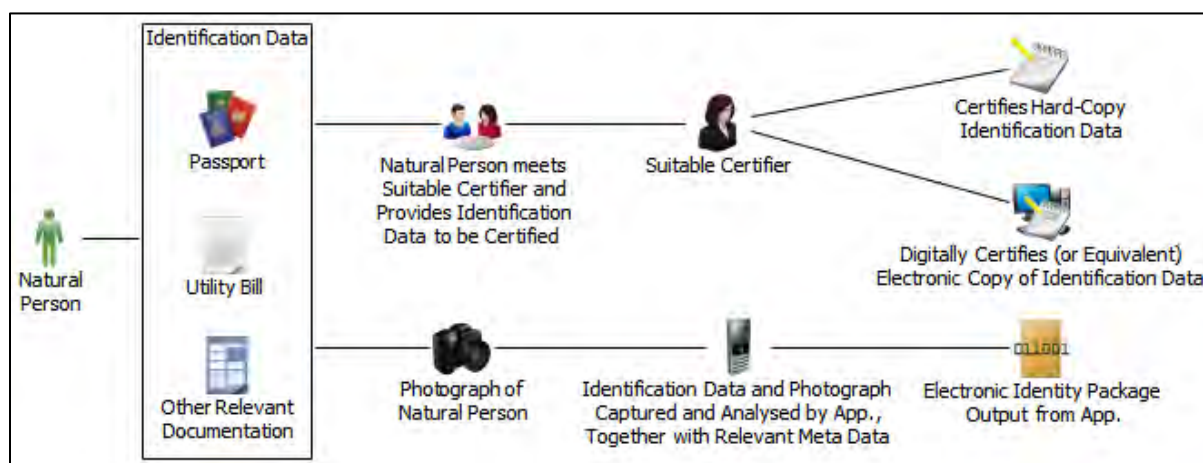 Identification Data
Passport
Utility Bill
Other Relevant
Documentation
Natural
Person
Natural Person meets
Suitable Certifier and
Provides Identification
Data to be Certified
Suitable Certifier
Certifies Hard-Copy
Identification Data
Digitally Certifies (or Equivalent)
Electronic Copy of Identification Data
Photograph of
Natural Person
Identification Data and Photograph
Captured and Analysed by App.,
Together with Relevant Meta Data
Electronic Identity Package
Output from App.